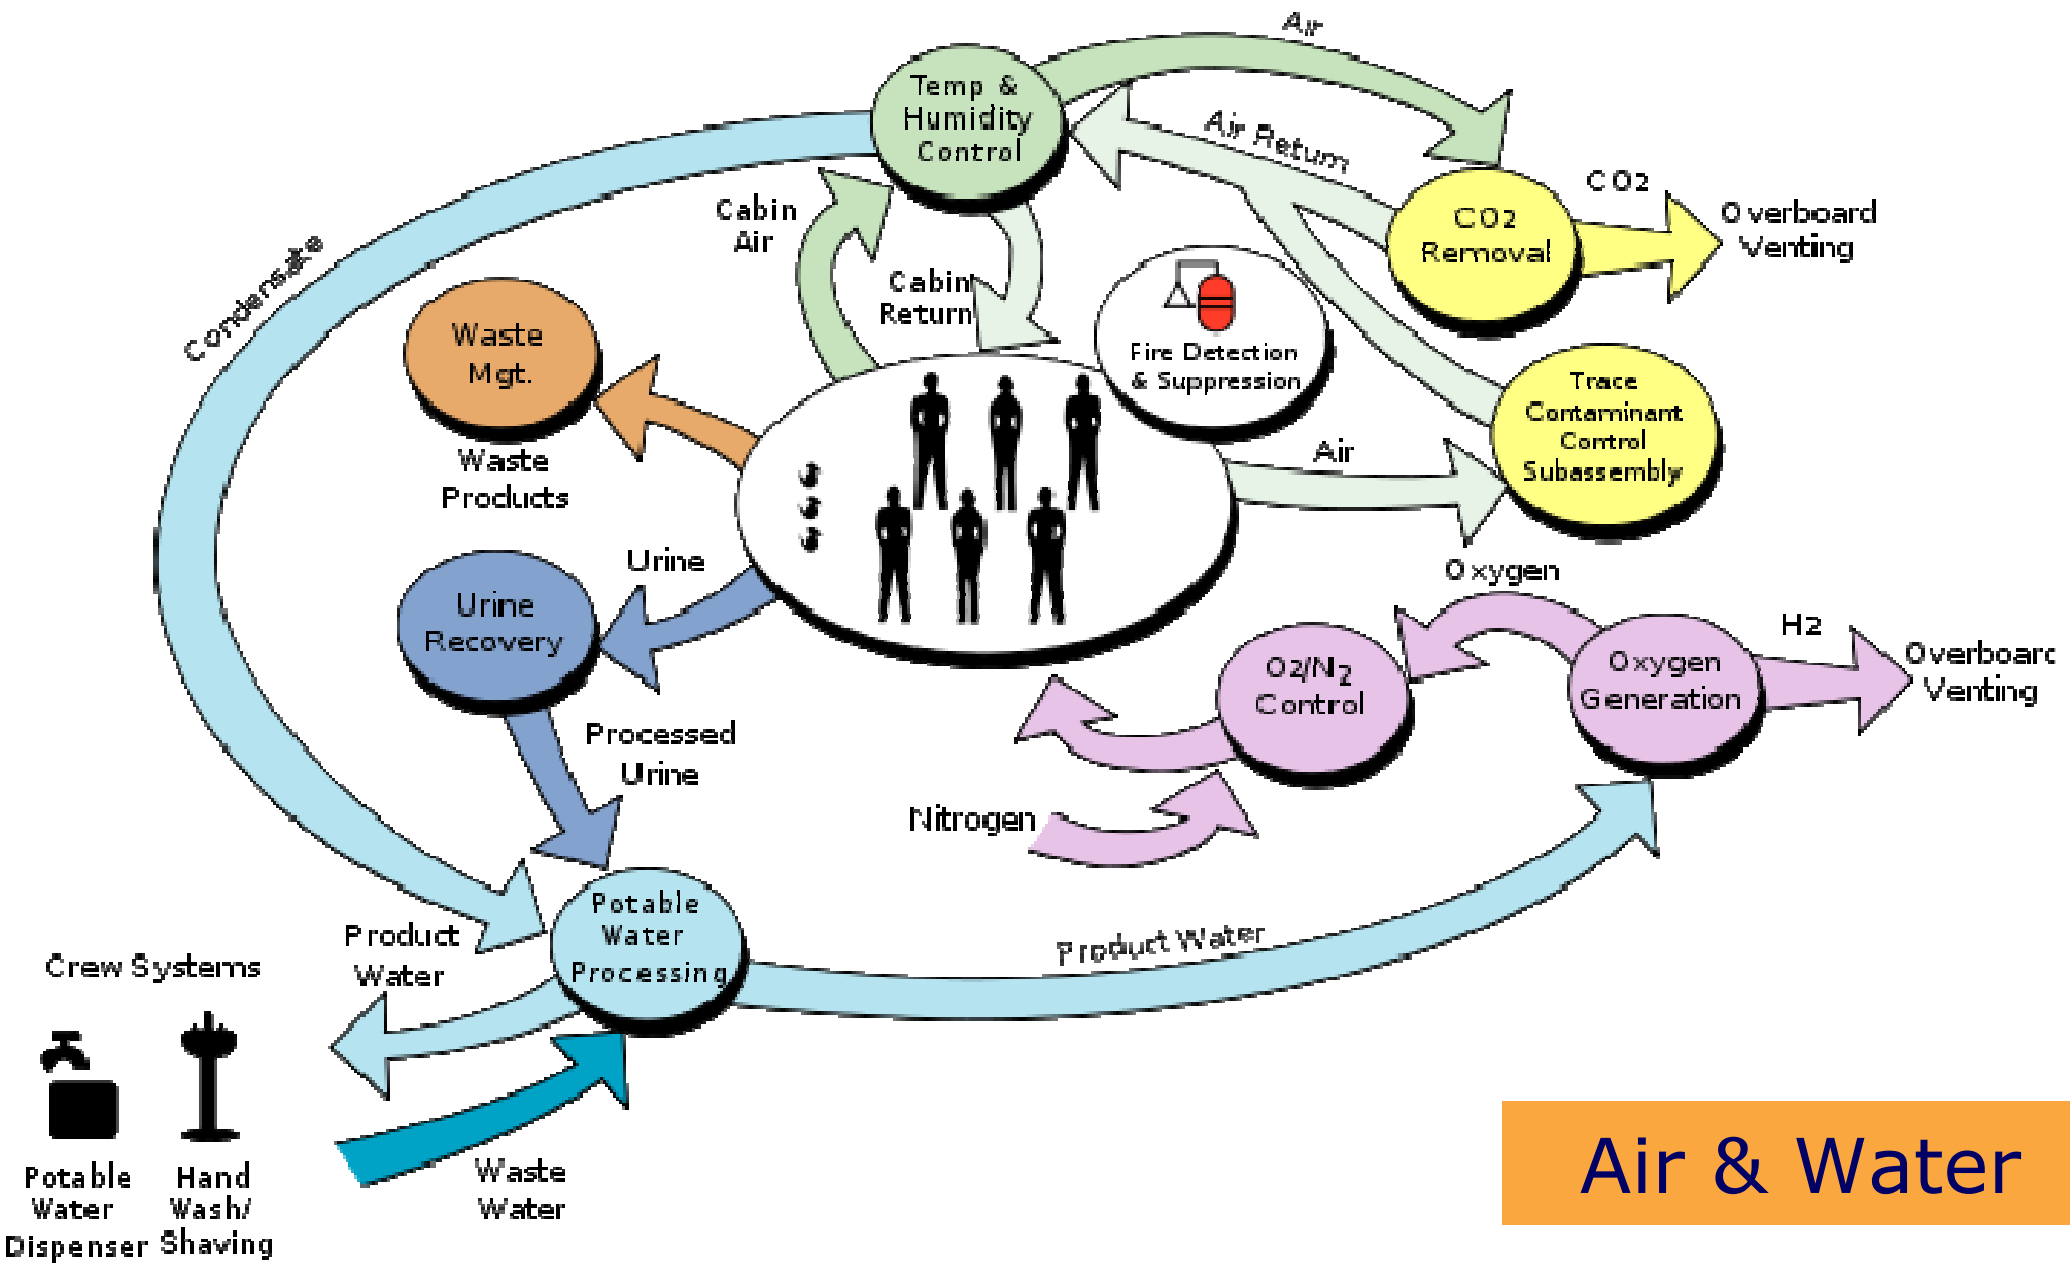 Air
Temp &
Humidity
Control
Air Return
CO2
Overboard
Venting
CO2
Removal
Cabin
Air
Cabin
Return
Condensate
Waste
Mgt.
Waste
Products
Fire Detection
& Suppression
Trace
Contaminant
Control
Subassembly
Air
Urine
Urine
Recovery
Oxygen
O2/N2
Control
Oxygen
Generation
H2
Overboard
Venting
Processed
Urine
Nitrogen
Potable
Water
Processing
Product
Water
Product Water
Crew Systems
Potable
Water
Dispenser
Hand
Wash/
Shaving
Waste
Water
Air & Water